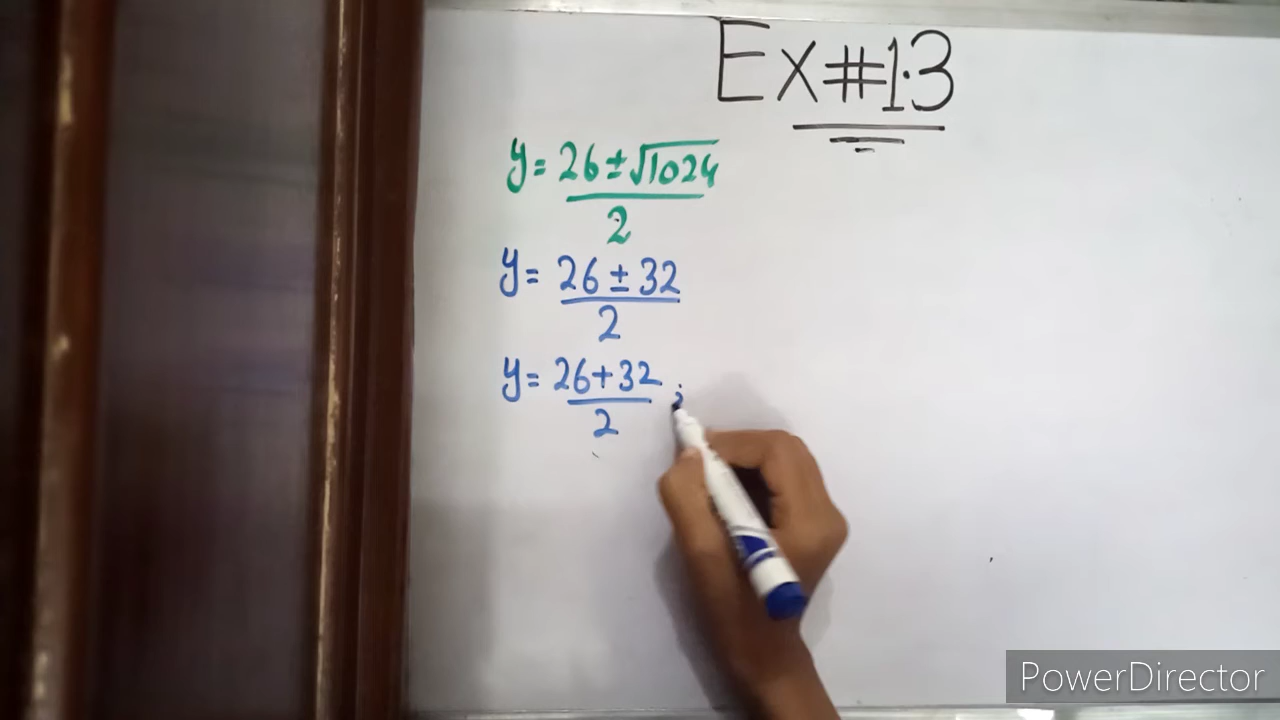 Ex#1.3
y = 26 ± √1024
2
y = 26 ± 32
2
y = 26 + 32 ;
2
PowerDirector